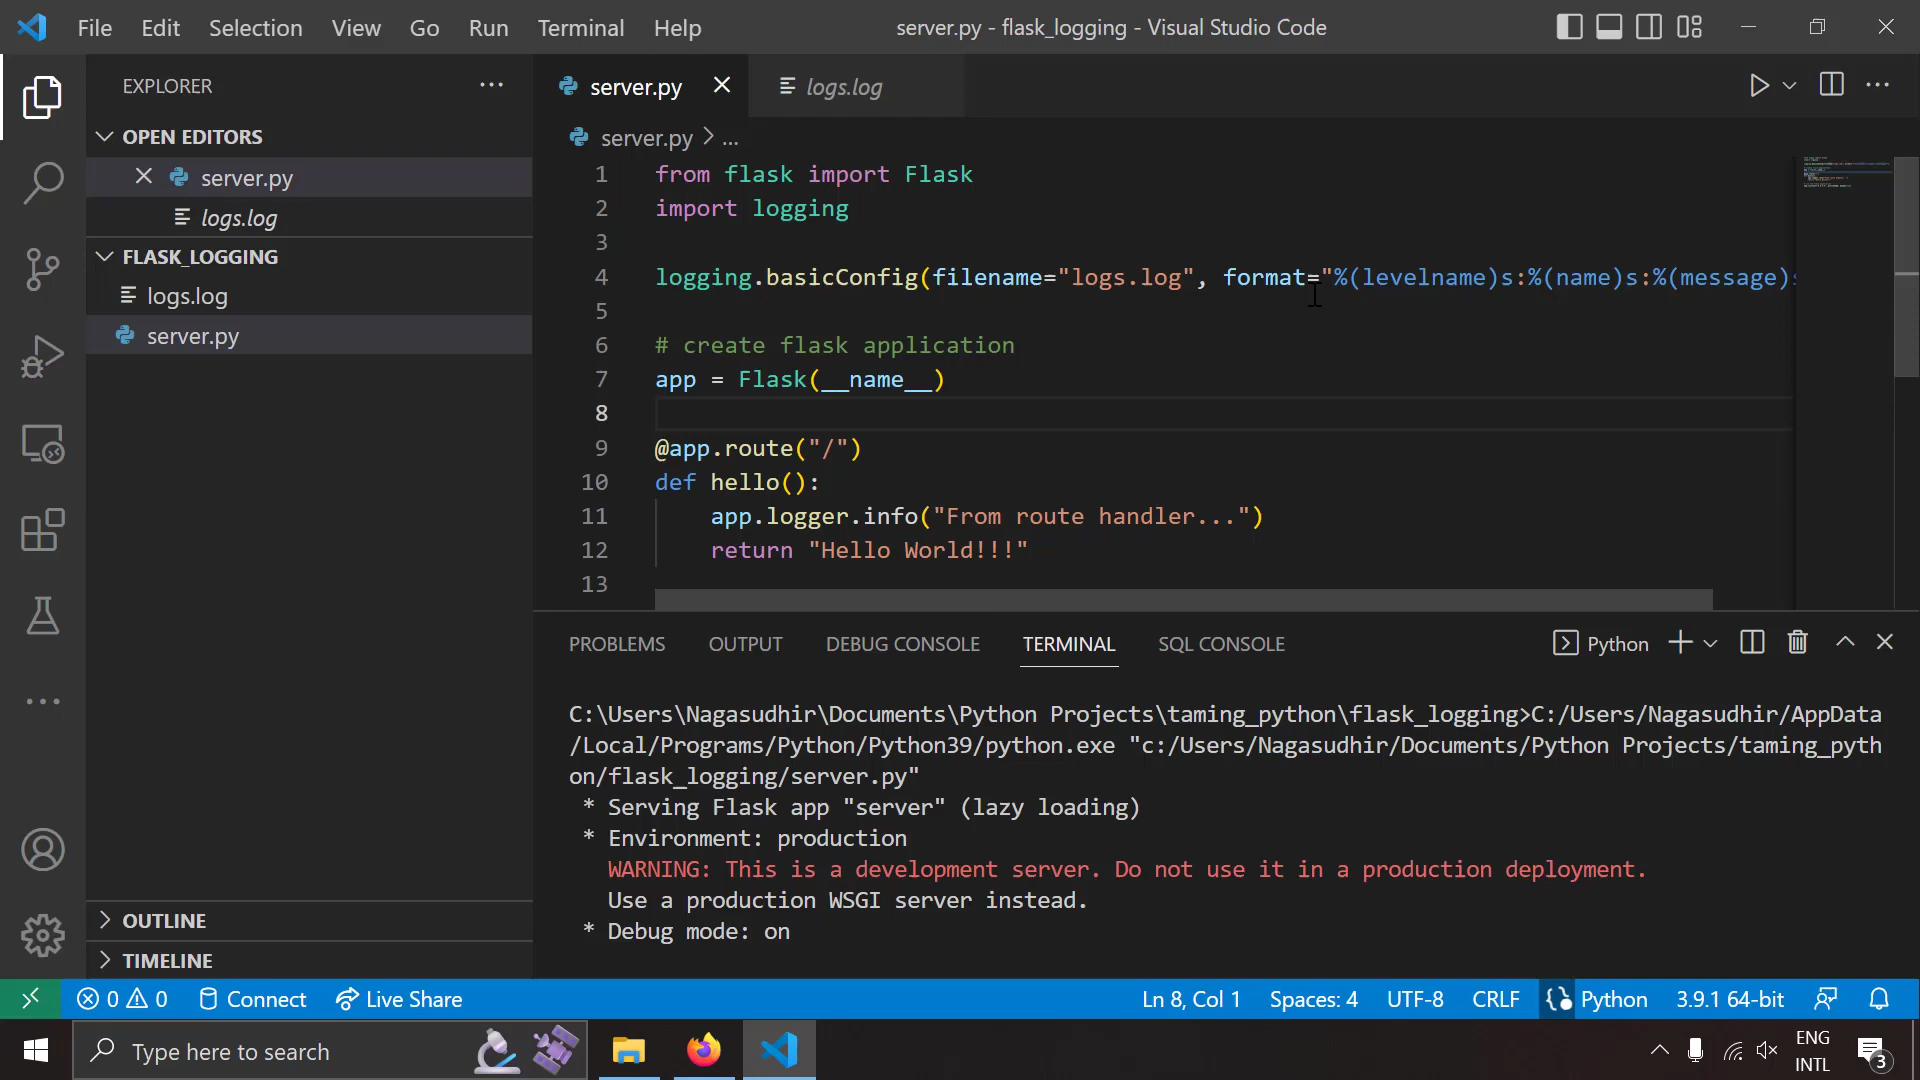 File Edit Selection View Go Run Terminal Help server.py - flask_logging - Visual Studio Code
EXPLORER
OPEN EDITORS
server.py
logs.log
FLASK_LOGGING
logs.log
server.py
OUTLINE
TIMELINE
server.py logs.log
server.py > ...
1 from flask import Flask
2 import logging
3
4 logging.basicConfig(filename="logs.log", format="%(levelname)s:%(name)s:%(message)s
5
6 # create flask application
7 app = Flask(__name__)
8
9 @app.route("/")
10 def hello():
11 app.logger.info("From route handler...")
12 return "Hello World!!!"
13
PROBLEMS OUTPUT DEBUG CONSOLE TERMINAL SQL CONSOLE Python
C:\Users\Nagasudhir\Documents\Python Projects\taming_python\flask_logging>C:/Users/Nagasudhir/AppData
/Local/Programs/Python/Python39/python.exe "c:/Users/Nagasudhir/Documents/Python Projects/taming_pyth
on/flask_logging/server.py"
* Serving Flask app "server" (lazy loading)
* Environment: production
WARNING: This is a development server. Do not use it in a production deployment.
Use a production WSGI server instead.
* Debug mode: on
0 0 Connect Live Share Ln 8, Col 1 Spaces: 4 UTF-8 CRLF Python 3.9.1 64-bit
Type here to search
ENG
INTL
3